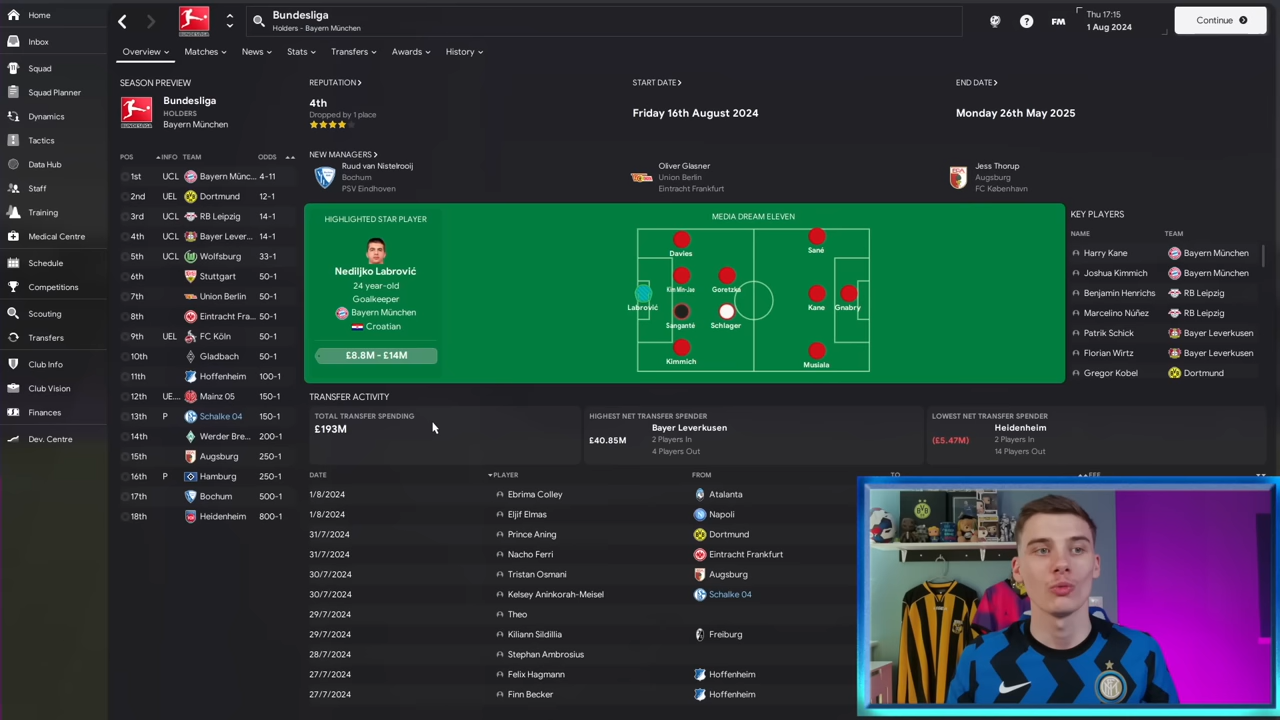 Home
Inbox
Squad
Squad Planner
Dynamics
Tactics
Data Hub
Staff
Training
Medical Centre
Schedule
Competitions
Scouting
Transfers
Club Info
Club Vision
Finances
Dev. Centre
Bundesliga
Holders - Bayern München
FM
Thu 17:15
1 Aug 2024
Continue
Overview Matches News Stats Transfers Awards History
SEASON PREVIEW
Bundesliga
HOLDERS
Bayern München
POS INFO TEAM ODDS
1st UCL Bayern Münc... 4-11
2nd UEL Dortmund 12-1
3rd UCL RB Leipzig 14-1
4th UCL Bayer Lever... 14-1
5th UCL Wolfsburg 33-1
6th Stuttgart 50-1
7th Union Berlin 50-1
8th Eintracht Fra... 50-1
9th UEL FC Köln 50-1
10th Gladbach 50-1
11th Hoffenheim 100-1
12th UE... Mainz 05 150-1
13th P Schalke 04 150-1
14th Werder Bre... 200-1
15th Augsburg 250-1
16th P Hamburg 250-1
17th Bochum 500-1
18th Heidenheim 800-1
REPUTATION
4th
Dropped by 1 place
START DATE
Friday 16th August 2024
END DATE
Monday 26th May 2025
NEW MANAGERS
Ruud van Nistelrooij
Bochum
PSV Eindhoven
Oliver Glasner
Union Berlin
Eintracht Frankfurt
Jess Thorup
Augsburg
FC København
HIGHLIGHTED STAR PLAYER
Nediljko Labrović
24 year-old
Goalkeeper
Bayern München
Croatian
£8.8M - £14M
MEDIA DREAM ELEVEN
Davies
Sané
Kim Min-Jae
Goretzka
Labrović
Kane
Gnabry
Sanganté
Schlager
Kimmich
Musiala
KEY PLAYERS
NAME TEAM
Harry Kane Bayern München
Joshua Kimmich Bayern München
Benjamin Henrichs RB Leipzig
Marcelino Núñez RB Leipzig
Patrik Schick Bayer Leverkusen
Florian Wirtz Bayer Leverkusen
Gregor Kobel Dortmund
TRANSFER ACTIVITY
TOTAL TRANSFER SPENDING
£193M
HIGHEST NET TRANSFER SPENDER
£40.85M
Bayer Leverkusen
2 Players In
4 Players Out
LOWEST NET TRANSFER SPENDER
(£5.47M)
Heidenheim
2 Players In
14 Players Out
DATE PLAYER FROM TO FEE
1/8/2024 Ebrima Colley Atalanta
1/8/2024 Eljif Elmas Napoli
31/7/2024 Prince Aning Dortmund
31/7/2024 Nacho Ferri Eintracht Frankfurt
30/7/2024 Tristan Osmani Augsburg
30/7/2024 Kelsey Aninkorah-Meisel Schalke 04
29/7/2024 Theo
29/7/2024 Kiliann Sildillia Freiburg
28/7/2024 Stephan Ambrosius
27/7/2024 Felix Hagmann Hoffenheim
27/7/2024 Finn Becker Hoffenheim